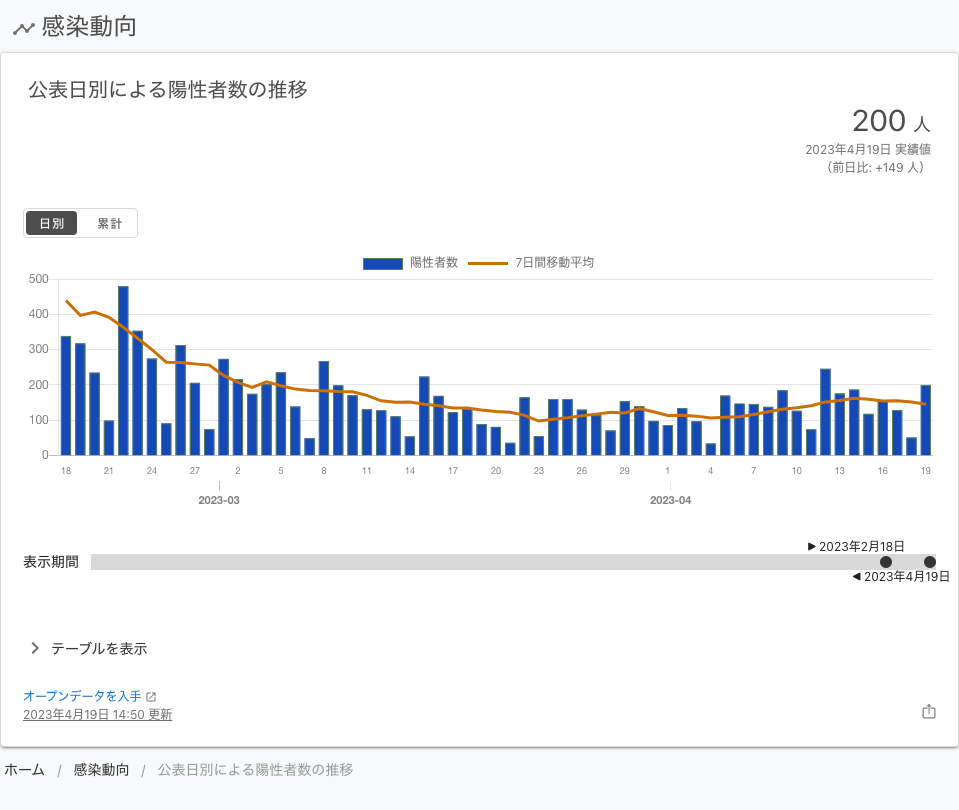 感染動向
公表日別による陽性者数の推移
200 人
2023年4月19日 実績値
（前日比: +149 人）
日別 累計
陽性者数 7日間移動平均
500
400
300
200
100
0
18 21 24 27 2 5 8 11 14 17 20 23 26 29 1 4 7 10 13 16 19
2023-03 2023-04
▶ 2023年2月18日
表示期間
◀ 2023年4月19日
テーブルを表示
オープンデータを入手
2023年4月19日 14:50 更新
ホーム / 感染動向 / 公表日別による陽性者数の推移